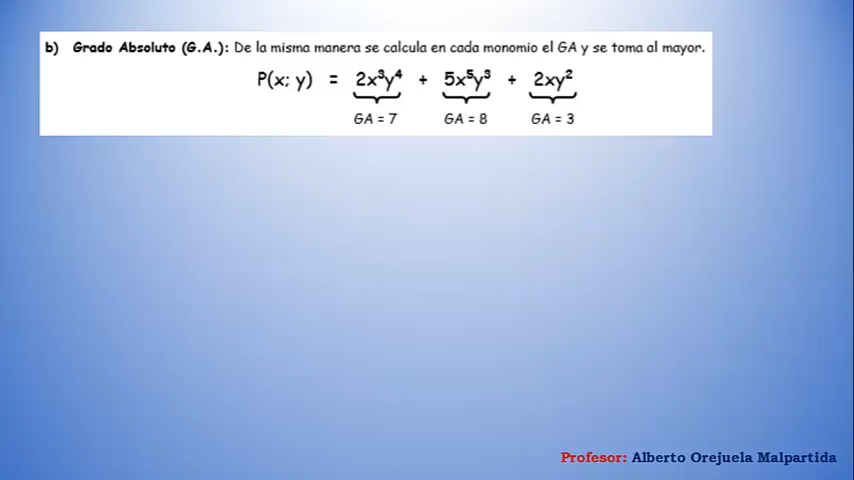 b) Grado Absoluto (G.A.): De la misma manera se calcula en cada monomio el GA y se toma al mayor.
P(x; y) = 2x³y⁴ + 5x⁵y³ + 2xy²
GA = 7 GA = 8 GA = 3
Profesor: Alberto Orejuela Malpartida